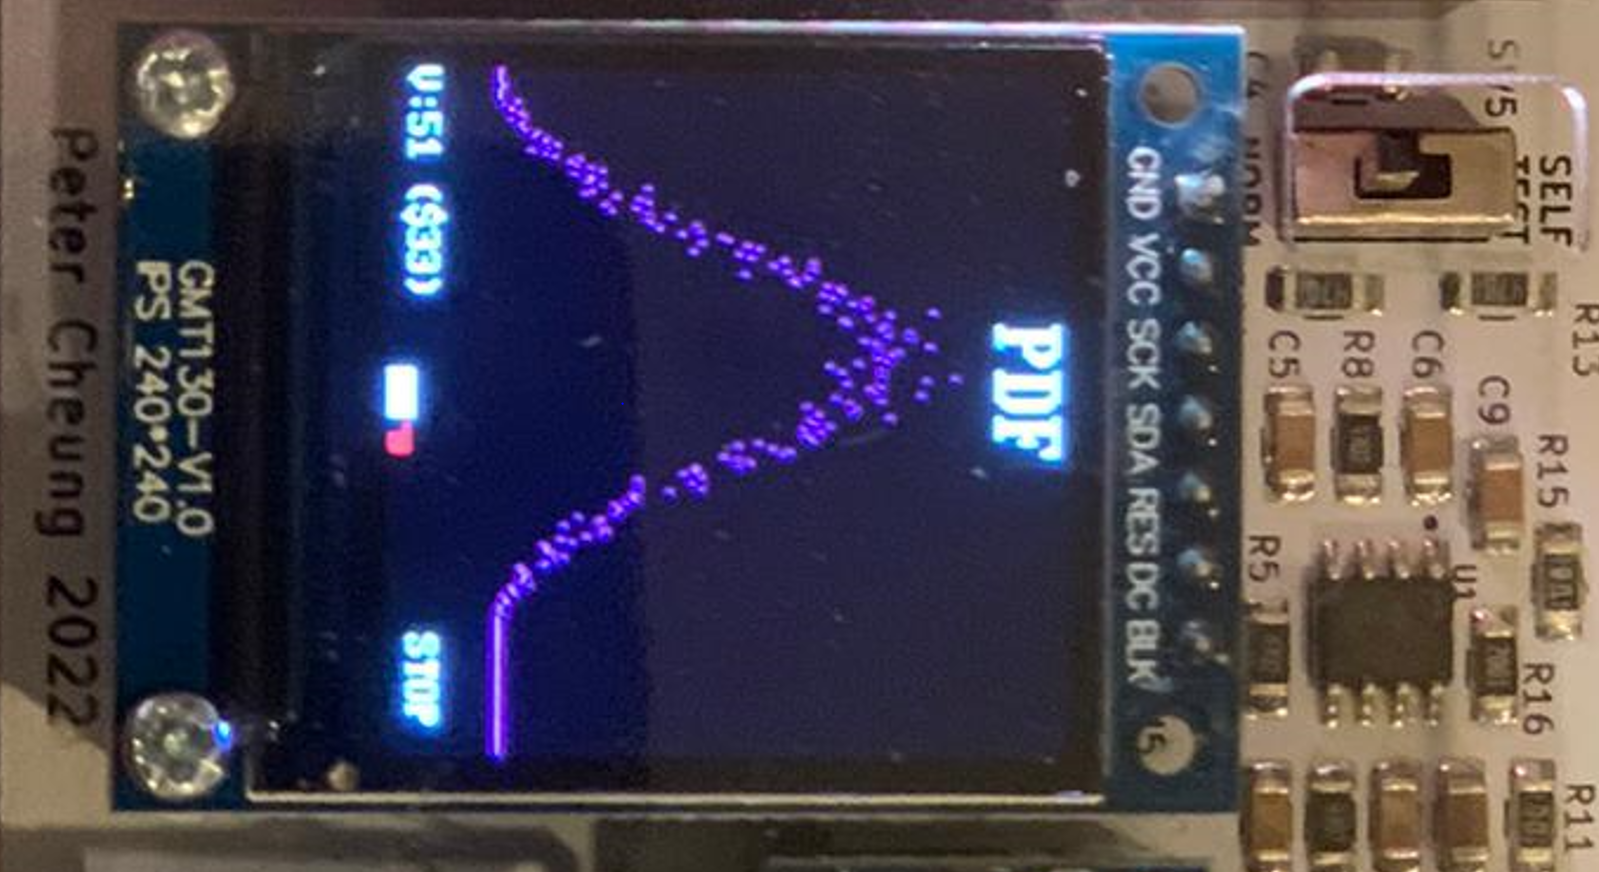 PDF
V:51 ($33)
STOP
GND VCC SCK SDA RES DC BLK
GMT130-V1.0
PS 240*240
Peter Cheung 2022
SELF
TEST
5
C5
R8
C6
C9
R13
R15
R5
U1
R16
R11